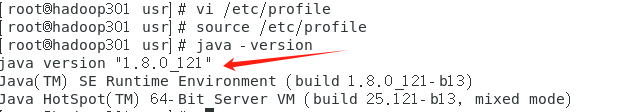 [root@hadoop301 usr]# vi /etc/profile
[root@hadoop301 usr]# source /etc/profile
[root@hadoop301 usr]# java -version
java version "1.8.0_121"
Java(TM) SE Runtime Environment (build 1.8.0_121-b13)
Java HotSpot(TM) 64-Bit Server VM (build 25.121-b13, mixed mode)